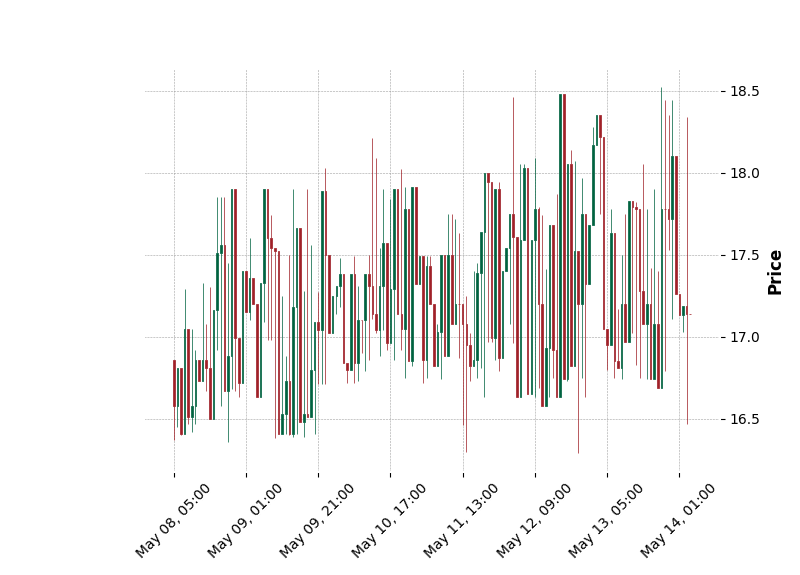 18.5
18.0
17.5
17.0
16.5
Price
May 08, 05:00
May 09, 01:00
May 09, 21:00
May 10, 17:00
May 11, 13:00
May 12, 09:00
May 13, 05:00
May 14, 01:00